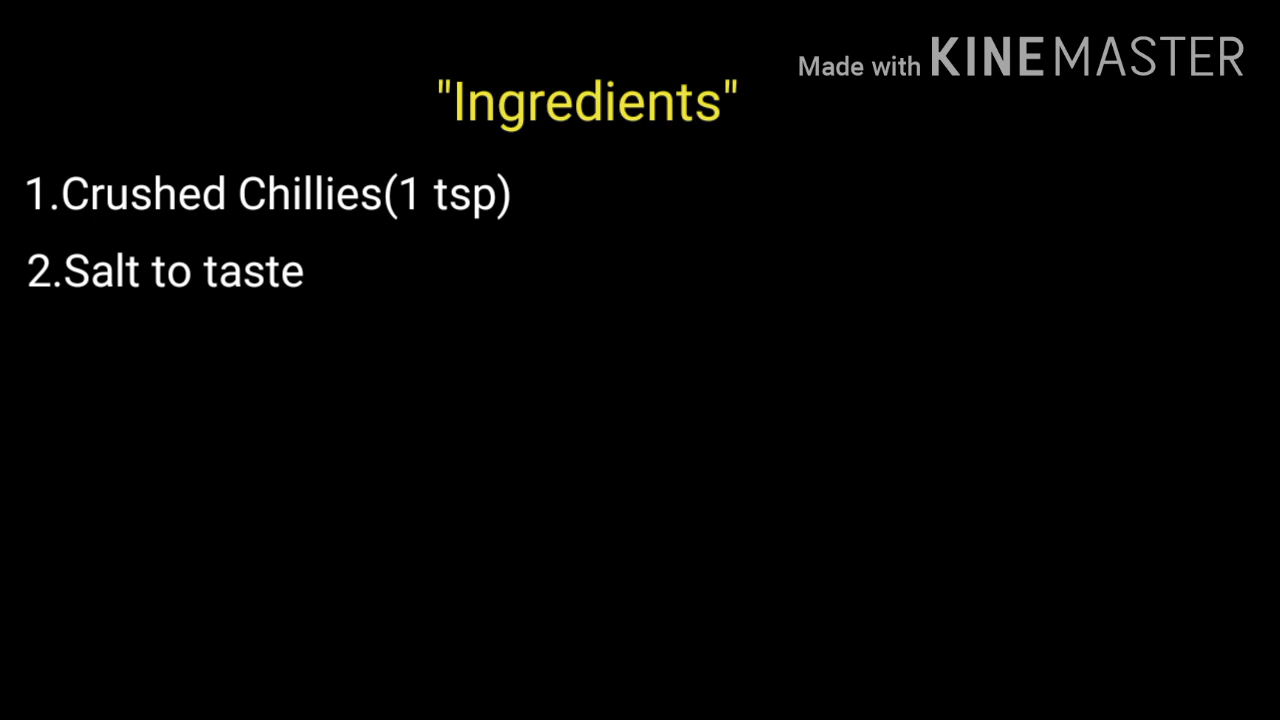 Made with KINEMASTER
"Ingredients"
1.Crushed Chillies(1 tsp)
2.Salt to taste